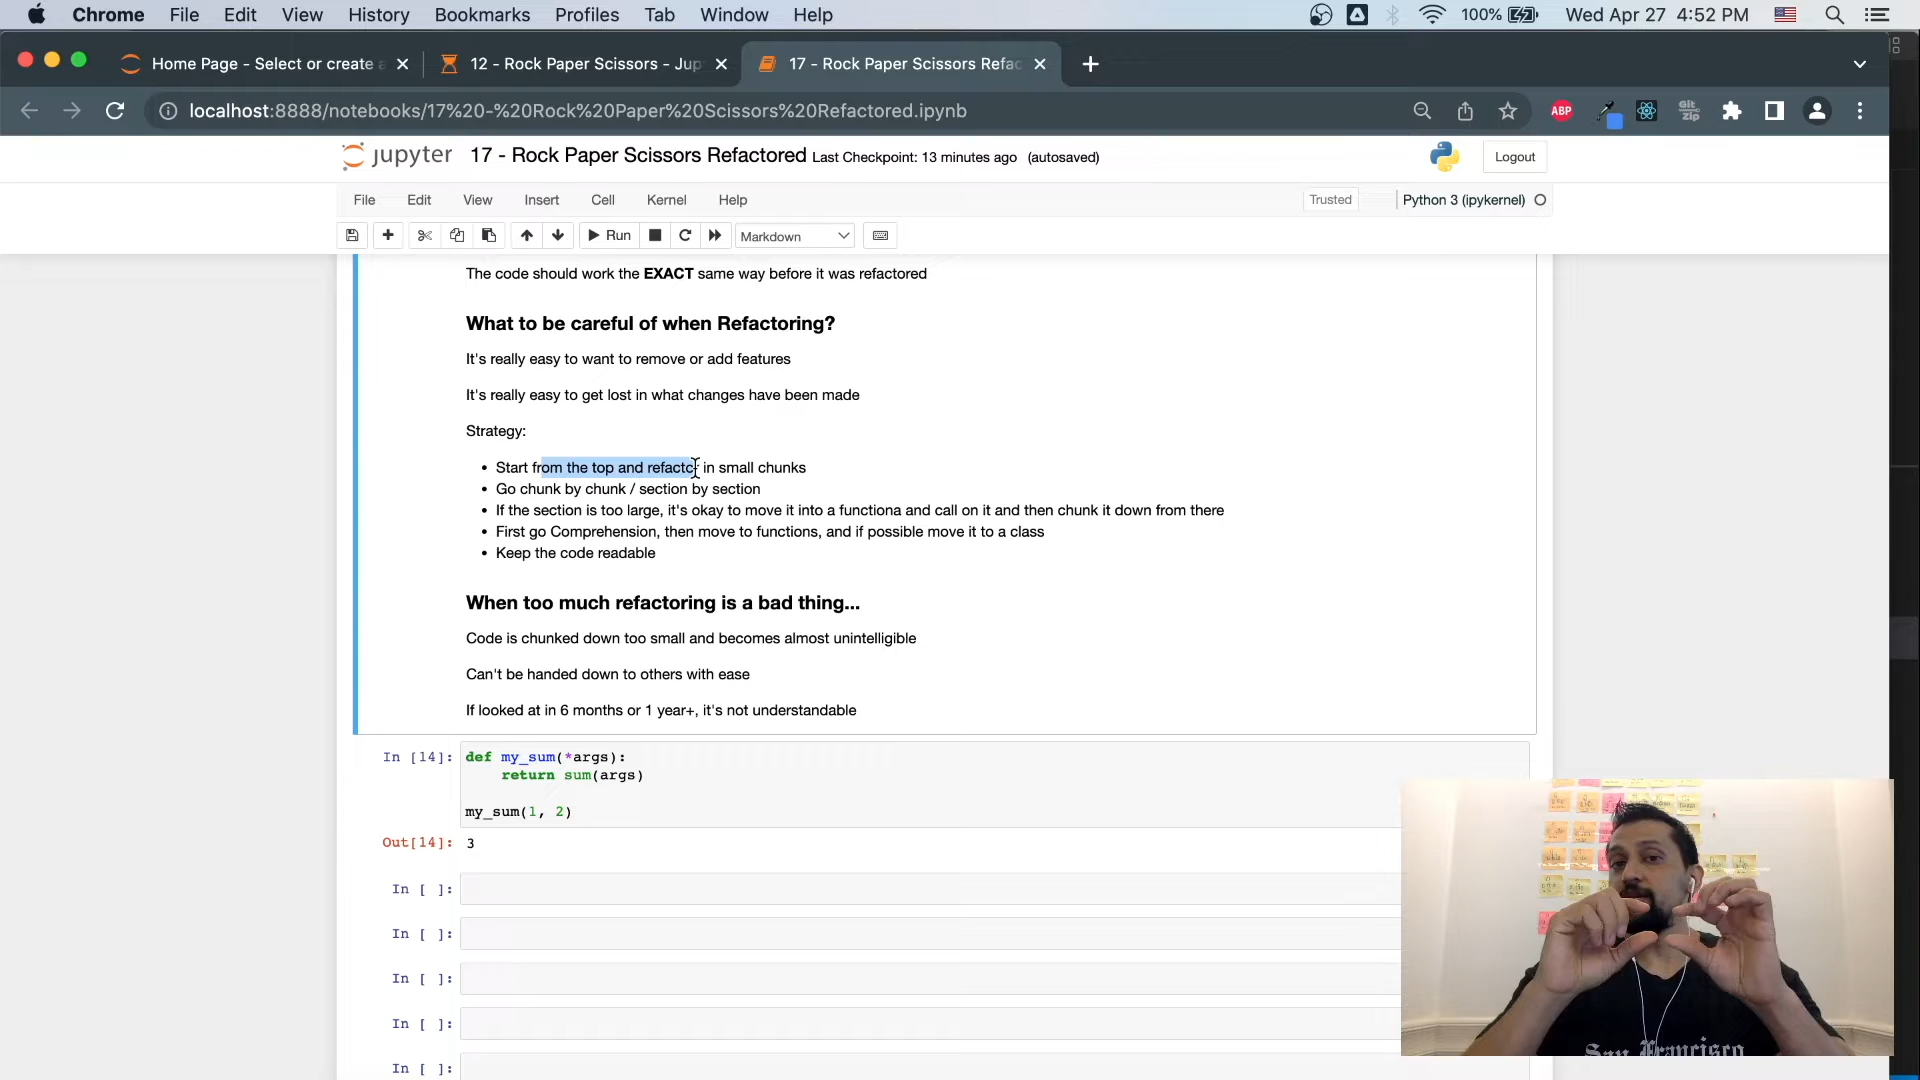 Chrome File Edit View History Bookmarks Profiles Tab Window Help 100% Wed Apr 27 4:52 PM
Home Page - Select or create a 12 - Rock Paper Scissors - Jup 17 - Rock Paper Scissors Refac
localhost:8888/notebooks/17%20-%20Rock%20Paper%20Scissors%20Refactored.ipynb ABP Git Zip
jupyter 17 - Rock Paper Scissors Refactored Last Checkpoint: 13 minutes ago (autosaved) Logout
File Edit View Insert Cell Kernel Help Trusted Python 3 (ipykernel)
Run Markdown
The code should work the EXACT same way before it was refactored
What to be careful of when Refactoring?
It's really easy to want to remove or add features
It's really easy to get lost in what changes have been made
Strategy:
• Start from the top and refactor in small chunks
• Go chunk by chunk / section by section
• If the section is too large, it's okay to move it into a functiona and call on it and then chunk it down from there
• First go Comprehension, then move to functions, and if possible move it to a class
• Keep the code readable
When too much refactoring is a bad thing...
Code is chunked down too small and becomes almost unintelligible
Can't be handed down to others with ease
If looked at in 6 months or 1 year+, it's not understandable
In [14]: def my_sum(*args):
return sum(args)
my_sum(1, 2)
Out[14]: 3
In [ ]:
In [ ]:
In [ ]:
In [ ]:
In [ ]:
San Francisco